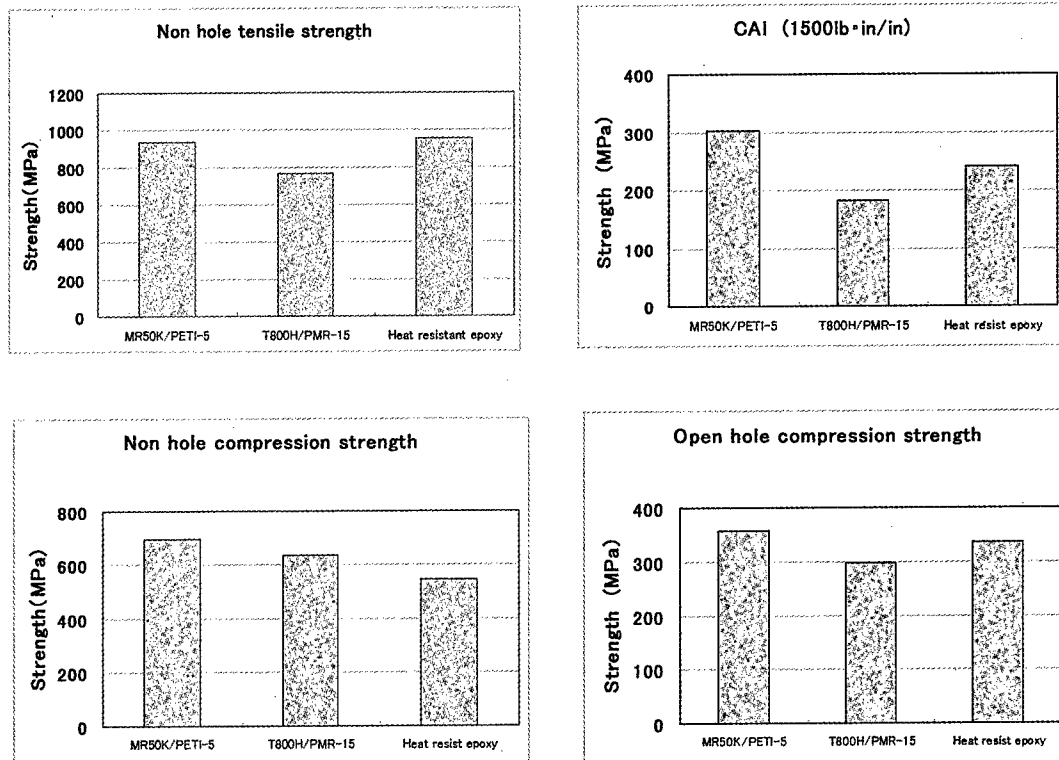 Non hole tensile strength
Strength(MPa)
1200
1000
800
600
400
200
0
MR50K/PETI-5 T800H/PMR-15 Heat resistant epoxy
CAI (1500lb・in/in)
Strength (MPa)
400
300
200
100
0
MR50K/PETI-5 T800H/PMR-15 Heat resist epoxy
Non hole compression strength
Strength(MPa)
800
600
400
200
0
MR50K/PETI-5 T800H/PMR-15 Heat resist epoxy
Open hole compression strength
Strength (MPa)
400
300
200
100
0
MR50K/PETI-5 T800H/PMR-15 Heat resist epoxy